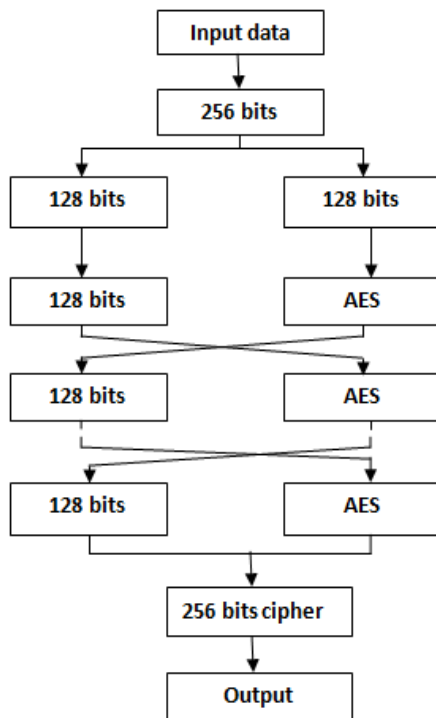 Input data
256 bits
128 bits
128 bits
128 bits
AES
128 bits
AES
128 bits
AES
256 bits cipher
Output